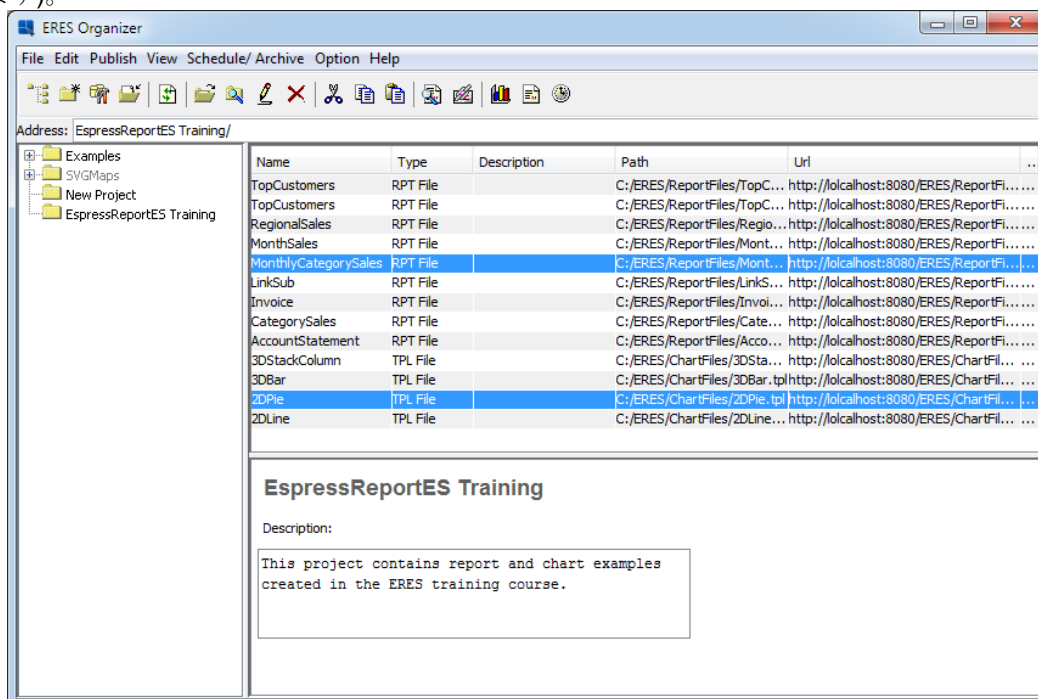 く，)。
ERES Organizer
File Edit Publish View Schedule/ Archive Option Help
Address: EspressReportES Training/
Examples
SVGMaps
New Project
EspressReportES Training
Name Type Description Path Url ...
TopCustomers RPT File C:/ERES/ReportFiles/TopC... http://lolcalhost:8080/ERES/ReportFi... ...
TopCustomers RPT File C:/ERES/ReportFiles/TopC... http://lolcalhost:8080/ERES/ReportFi... ...
RegionalSales RPT File C:/ERES/ReportFiles/Regio... http://lolcalhost:8080/ERES/ReportFi... ...
MonthSales RPT File C:/ERES/ReportFiles/Mont... http://lolcalhost:8080/ERES/ReportFi... ...
MonthlyCategorySales RPT File C:/ERES/ReportFiles/Mont... http://lolcalhost:8080/ERES/ReportFi... ...
LinkSub RPT File C:/ERES/ReportFiles/LinkS... http://lolcalhost:8080/ERES/ReportFi... ...
Invoice RPT File C:/ERES/ReportFiles/Invoi... http://lolcalhost:8080/ERES/ReportFi... ...
CategorySales RPT File C:/ERES/ReportFiles/Cate... http://lolcalhost:8080/ERES/ReportFi... ...
AccountStatement RPT File C:/ERES/ReportFiles/Acco... http://lolcalhost:8080/ERES/ReportFi... ...
3DStackColumn TPL File C:/ERES/ChartFiles/3DSta... http://lolcalhost:8080/ERES/ChartFil... ...
3DBar TPL File C:/ERES/ChartFiles/3DBar.tpl http://lolcalhost:8080/ERES/ChartFil... ...
2DPie TPL File C:/ERES/ChartFiles/2DPie.tpl http://lolcalhost:8080/ERES/ChartFil... ...
2DLine TPL File C:/ERES/ChartFiles/2DLine... http://lolcalhost:8080/ERES/ChartFil... ...
EspressReportES Training
Description:
This project contains report and chart examples
created in the ERES training course.